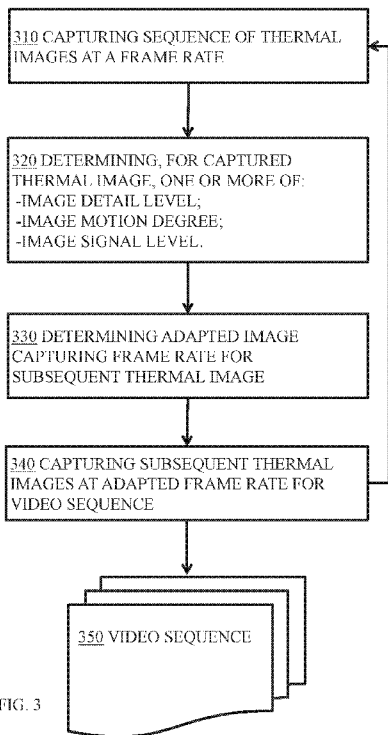 310 CAPTURING SEQUENCE OF THERMAL
IMAGES AT A FRAME RATE
320 DETERMINING, FOR CAPTURED
THERMAL IMAGE, ONE OR MORE OF:
-IMAGE DETAIL LEVEL;
-IMAGE MOTION DEGREE;
-IMAGE SIGNAL LEVEL.
330 DETERMINING ADAPTED IMAGE
CAPTURING FRAME RATE FOR
SUBSEQUENT THERMAL IMAGE
340 CAPTURING SUBSEQUENT THERMAL
IMAGES AT ADAPTED FRAME RATE FOR
VIDEO SEQUENCE
350 VIDEO SEQUENCE
FIG. 3